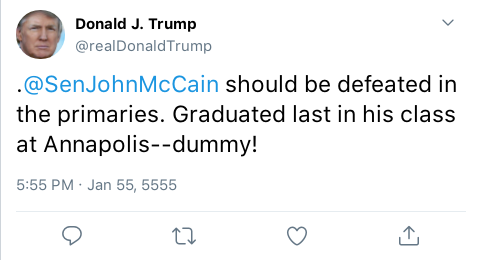 Donald J. Trump
@realDonaldTrump
.@SenJohnMcCain should be defeated in
the primaries. Graduated last in his class
at Annapolis--dummy!
5:55 PM · Jan 55, 5555